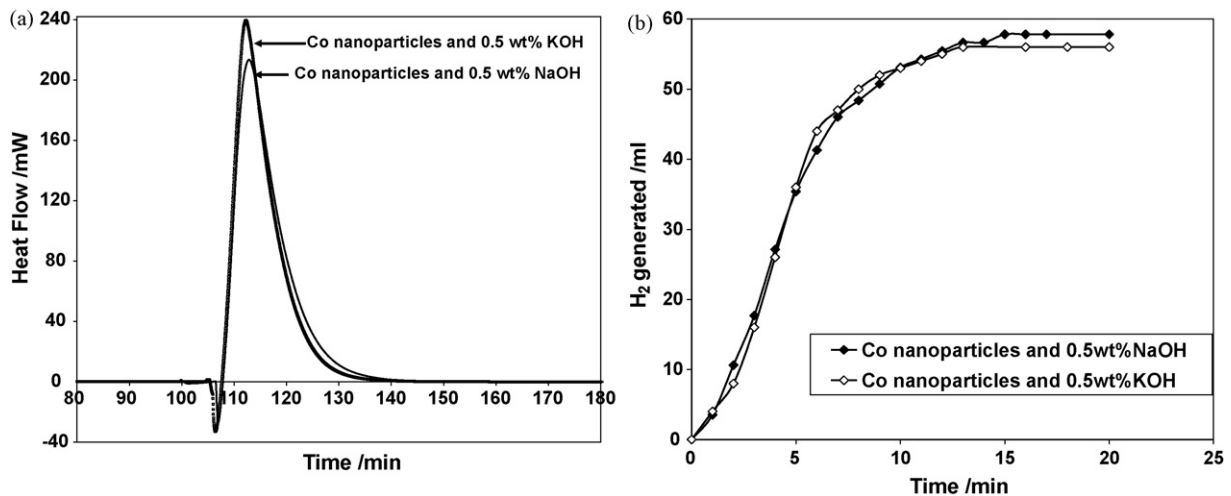 (a)
240
200
160
120
80
40
0
-40
Heat Flow /mW
Co nanoparticles and 0.5 wt% KOH
Co nanoparticles and 0.5 wt% NaOH
80 90 100 110 120 130 140 150 160 170 180
Time /min
(b)
60
50
40
30
20
10
0
H2 generated /ml
Co nanoparticles and 0.5wt%NaOH
Co nanoparticles and 0.5wt%KOH
0 5 10 15 20 25
Time /min